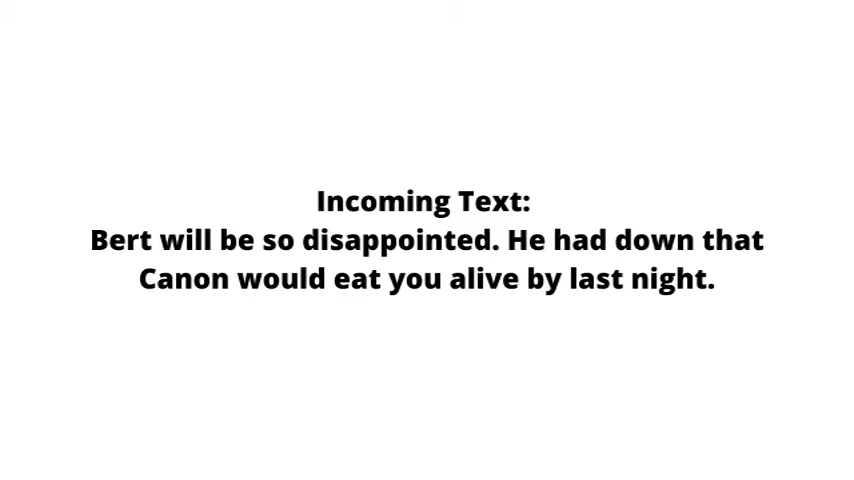 Incoming Text:
Bert will be so disappointed. He had down that
Canon would eat you alive by last night.